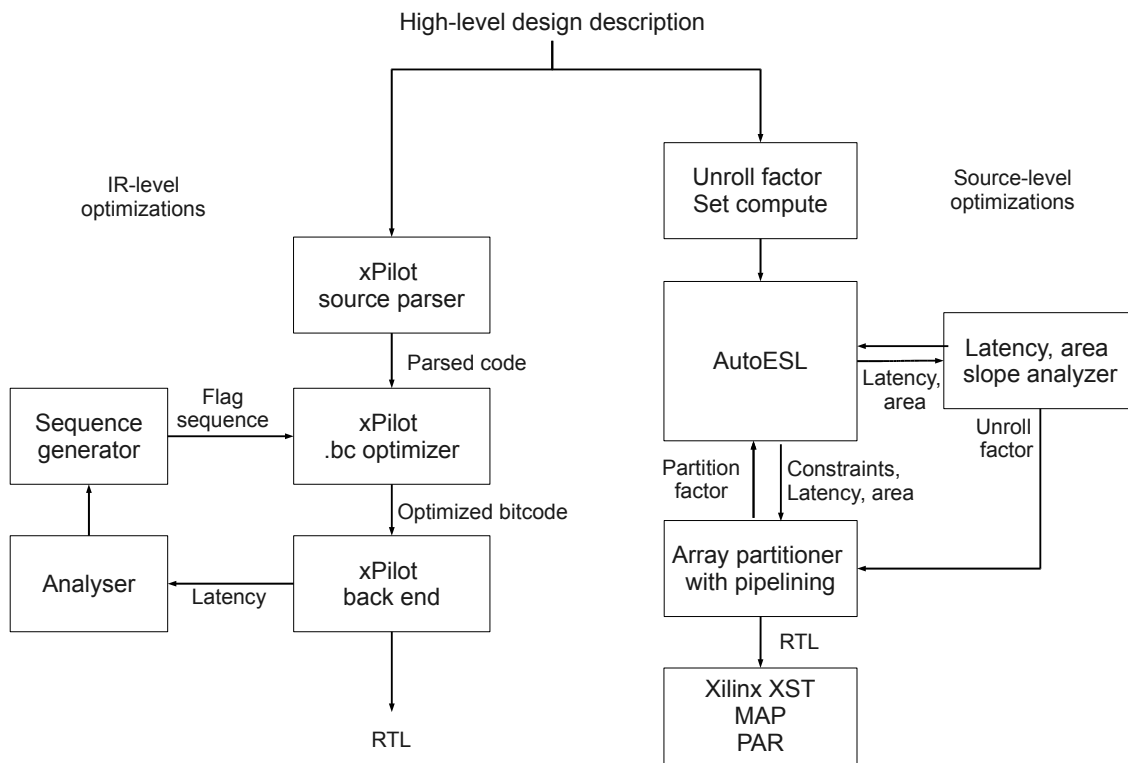 High-level design description
IR-level
optimizations
Unroll factor
Set compute
Source-level
optimizations
xPilot
source parser
Parsed code
AutoESL
Latency,
area
Latency, area
slope analyzer
Sequence
generator
Flag
sequence
xPilot
.bc optimizer
Unroll
factor
Partition
factor
Constraints,
Latency, area
Optimized bitcode
Analyser
Latency
xPilot
back end
Array partitioner
with pipelining
RTL
RTL
Xilinx XST
MAP
PAR